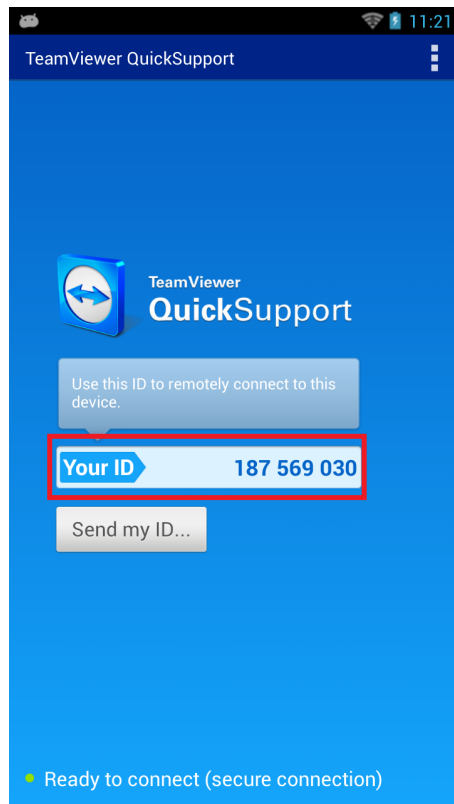 11:21
TeamViewer QuickSupport
TeamViewer
QuickSupport
Use this ID to remotely connect to this
device.
Your ID 187 569 030
Send my ID...
Ready to connect (secure connection)